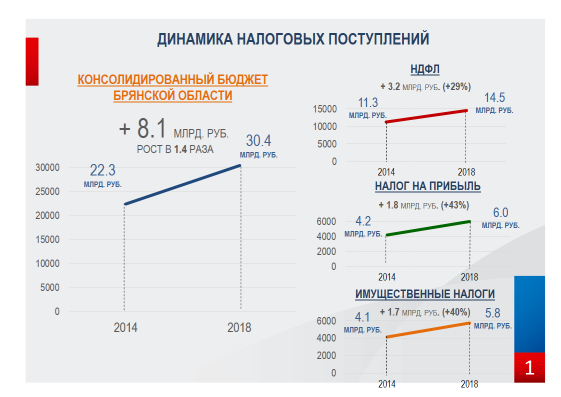 ДИНАМИКА НАЛОГОВЫХ ПОСТУПЛЕНИЙ
КОНСОЛИДИРОВАННЫЙ БЮДЖЕТ
БРЯНСКОЙ ОБЛАСТИ
+ 8.1 МЛРД. РУБ.
РОСТ В 1.4 РАЗА
22.3
МЛРД. РУБ.
30.4
МЛРД. РУБ.
30000
25000
20000
15000
10000
5000
0
2014
2018
НДФЛ
+ 3.2 МЛРД. РУБ. (+29%)
11.3
МЛРД. РУБ.
14.5
МЛРД. РУБ.
15000
10000
5000
0
2014
2018
НАЛОГ НА ПРИБЫЛЬ
+ 1.8 МЛРД. РУБ. (+43%)
4.2
МЛРД. РУБ.
6.0
МЛРД. РУБ.
6000
4000
2000
0
2014
2018
ИМУЩЕСТВЕННЫЕ НАЛОГИ
+ 1.7 МЛРД. РУБ. (+40%)
4.1
МЛРД. РУБ.
5.8
МЛРД. РУБ.
6000
4000
2000
0
2014
2018
1